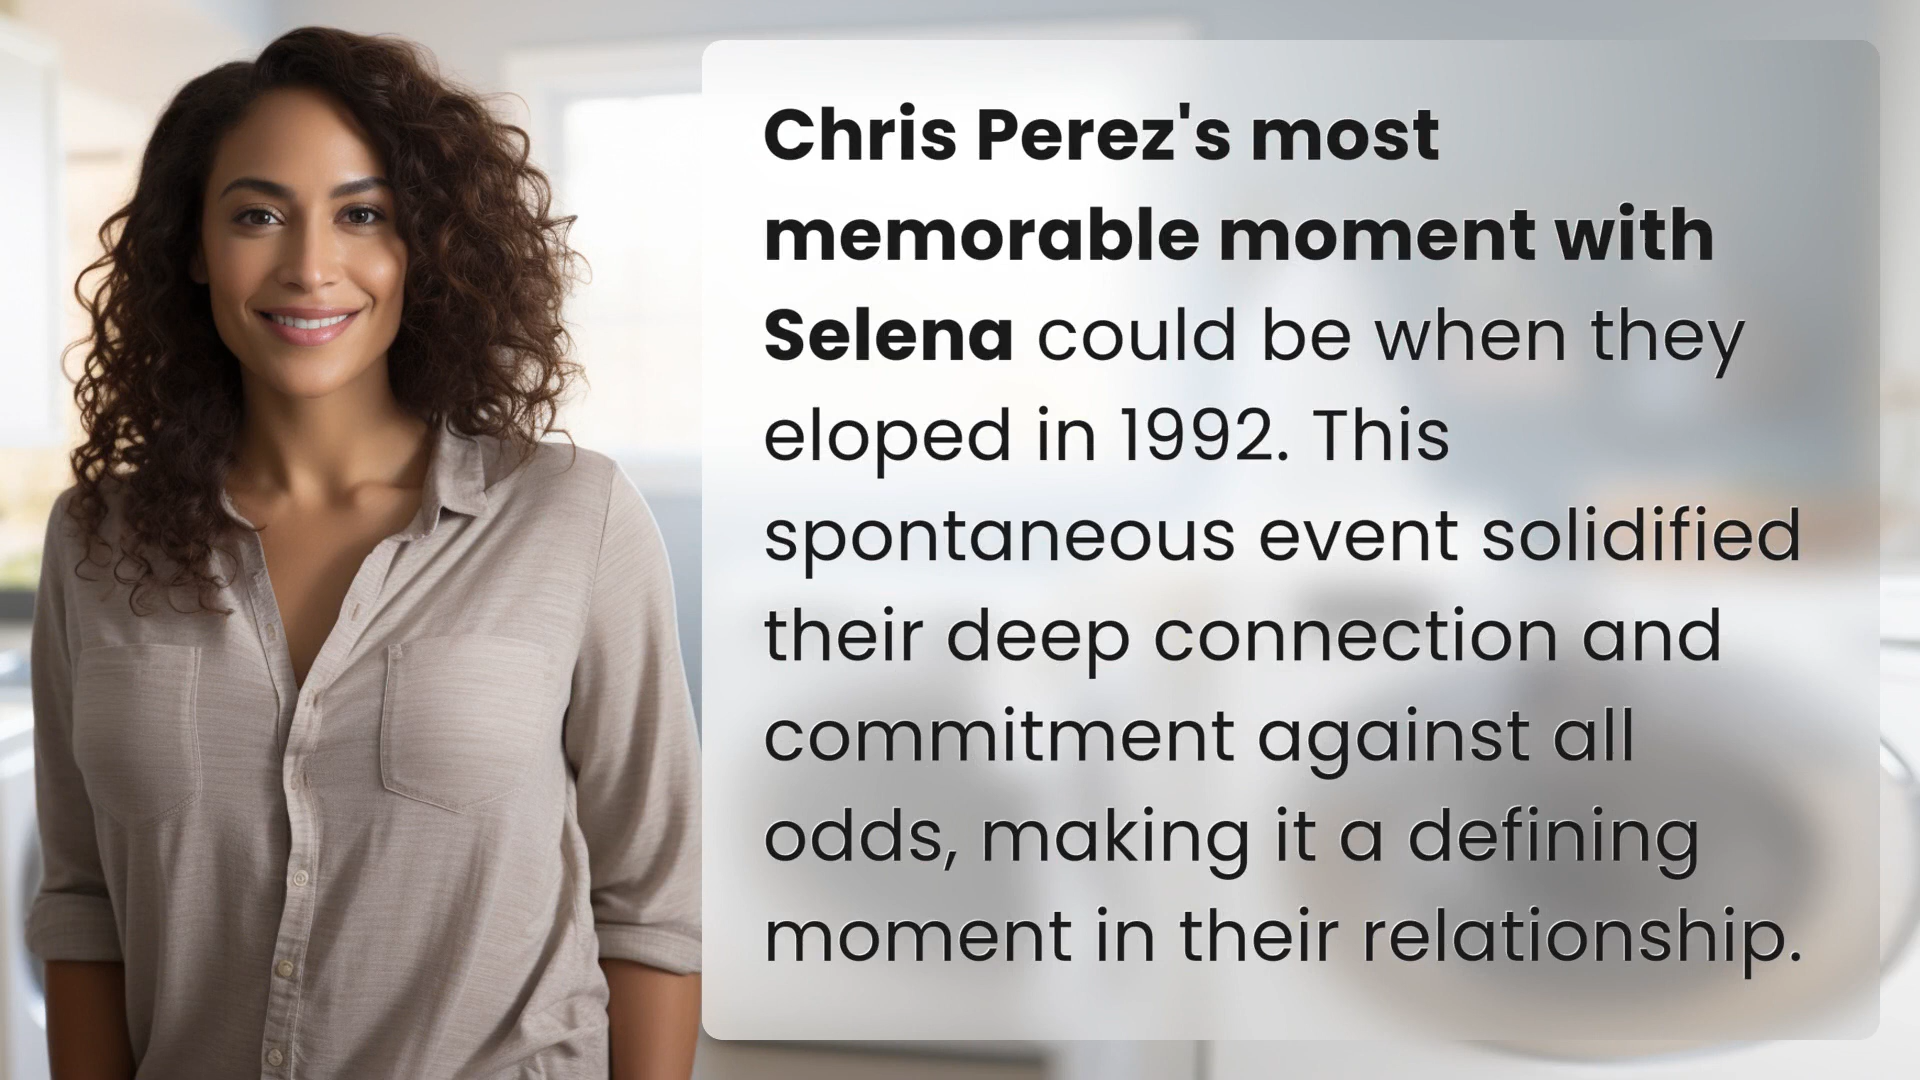 Chris Perez's most
memorable moment with
Selena could be when they
eloped in 1992. This
spontaneous event solidified
their deep connection and
commitment against all
odds, making it a defining
moment in their relationship.